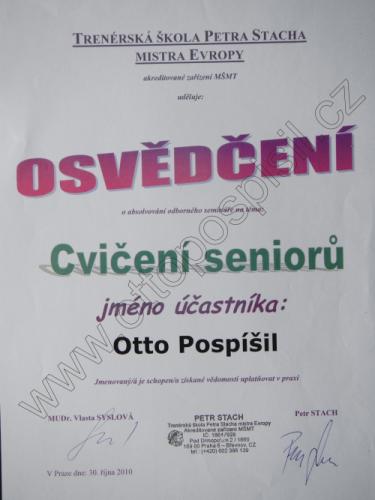 TRENÉRSKÁ ŠKOLA PETRA STACHA
MISTRA EVROPY
akreditované zařízení MŠMT
uděluje:
OSVĚDČENÍ
o absolvování odborného semináře na téma:
Cvičení seniorů
jméno účastníka:
Otto Pospíšil
Jmenovaný/á je schopen/a získané vědomosti uplatňovat v praxi
MUDr. Vlasta SYSLOVÁ
PETR STACH
Petr STACH
Trenérská škola Petra Stacha mistra Evropy
Akreditované zařízení MŠMT
V Praze dne: 30. října 2010
www.ottopospisil.cz